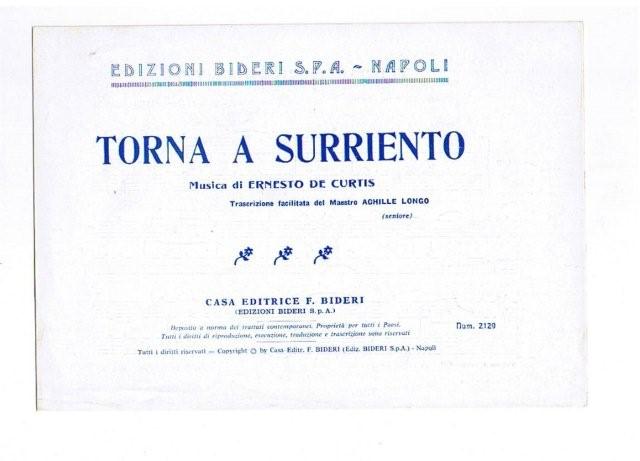 EDIZIONI BIDERI S.P.A. ~ NAPOLI
TORNA A SURRIENTO
Musica di ERNESTO DE CURTIS
Trascrizione facilitata del Maestro ACHILLE LONGO
(seniore)
CASA EDITRICE F. BIDERI
(EDIZIONI BIDERI S.p.A.)
Deposito a norma dei trattati contemporanei. Proprietà per tutti i Paesi.
Tutti i diritti di riproduzione, esecuzione, traduzione e trascrizione sono riservati
Num. 2129
Tutti i diritti riservati — Copyright © by Casa Editr. F. BIDERI (Ediz. BIDERI S.p.A.) - Napoli